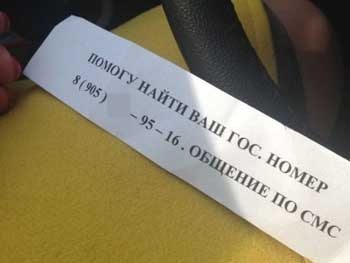 ПОМОГУ НАЙТИ ВАШ ГОС. НОМЕР
8 (905) – 95 – 16 . ОБЩЕНИЕ ПО СМС